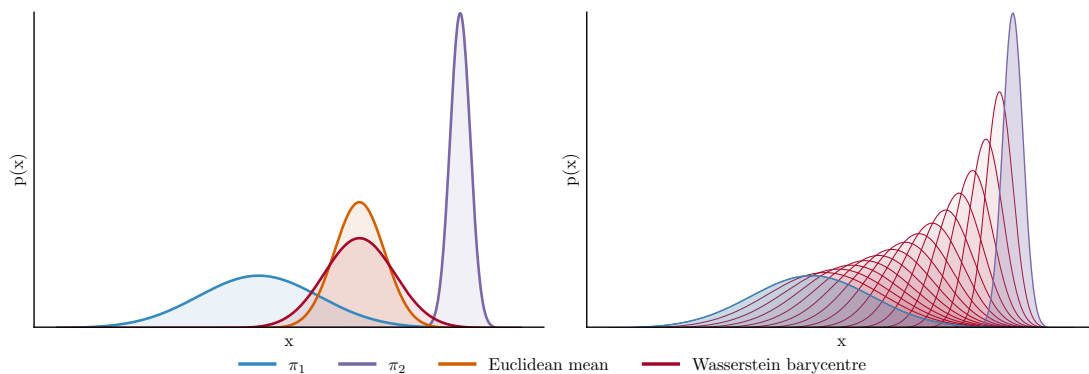 p(x)
x
p(x)
x
π₁
π₂
Euclidean mean
Wasserstein barycentre